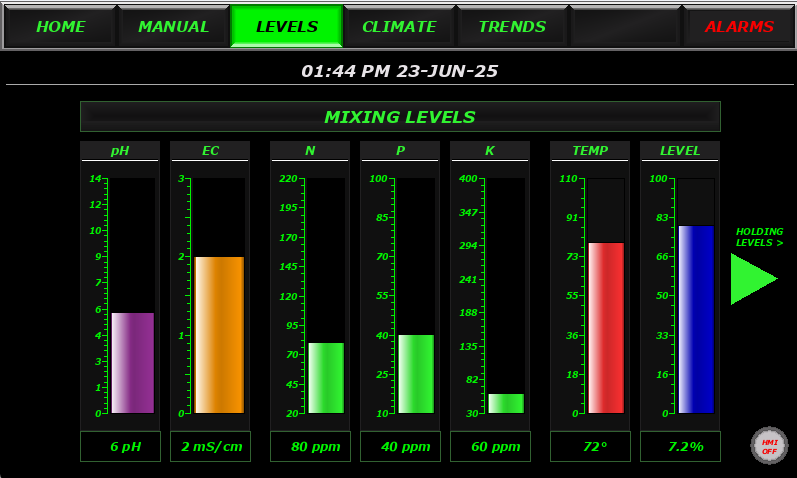 HOME MANUAL LEVELS CLIMATE TRENDS ALARMS
01:44 PM 23-JUN-25
MIXING LEVELS
pH EC N P K TEMP LEVEL
14 3 220 100 400 110 100
12 195 85 347 91 83
10
9 2 170 70 294 73 66
7 145 241
6 120 55 188 55 50
4 1 95 40 135 36 33
3 70
1 45 25 82 18 16
0 0 20 10 30 0 0
HOLDING
LEVELS >
6 pH 2 mS/cm 80 ppm 40 ppm 60 ppm 72° 7.2%
HMI
OFF